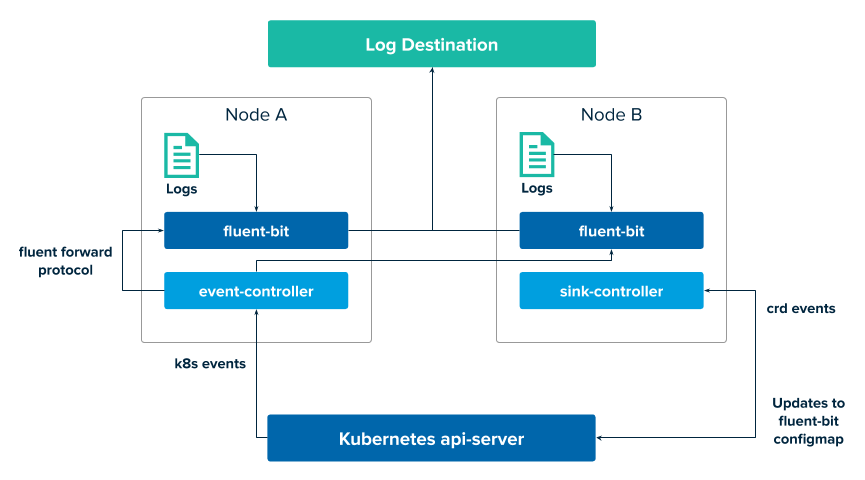 Log Destination
Node A
Node B
Logs
Logs
fluent-bit
fluent-bit
fluent forward
protocol
event-controller
sink-controller
crd events
k8s events
Updates to
fluent-bit
configmap
Kubernetes api-server